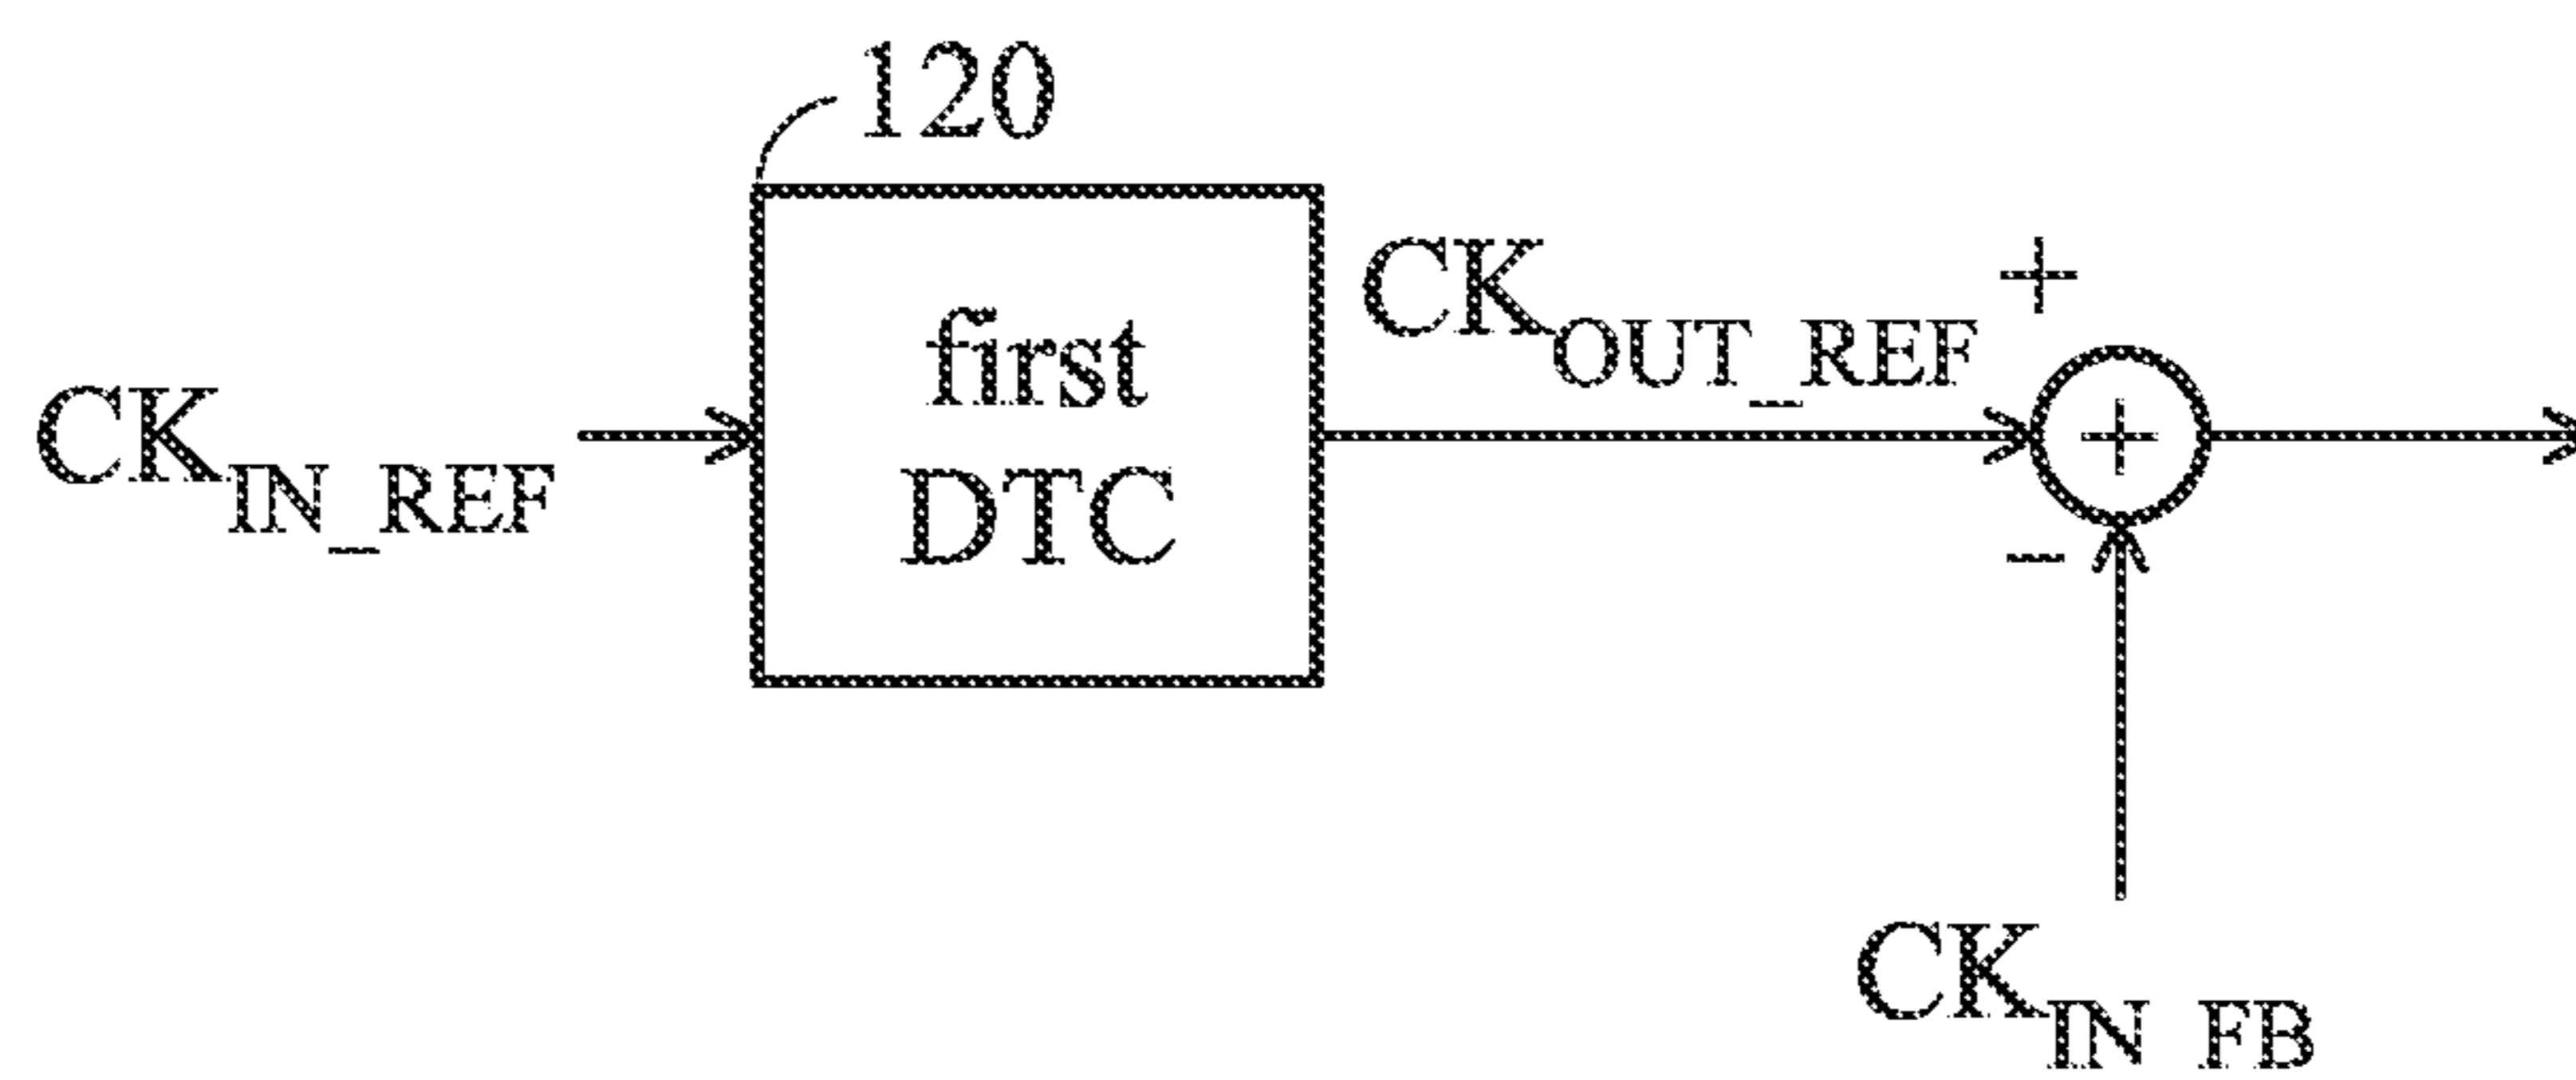 120
CK_IN_REF
first
DTC
CK_OUT_REF
+
+
−
CK_IN_FB